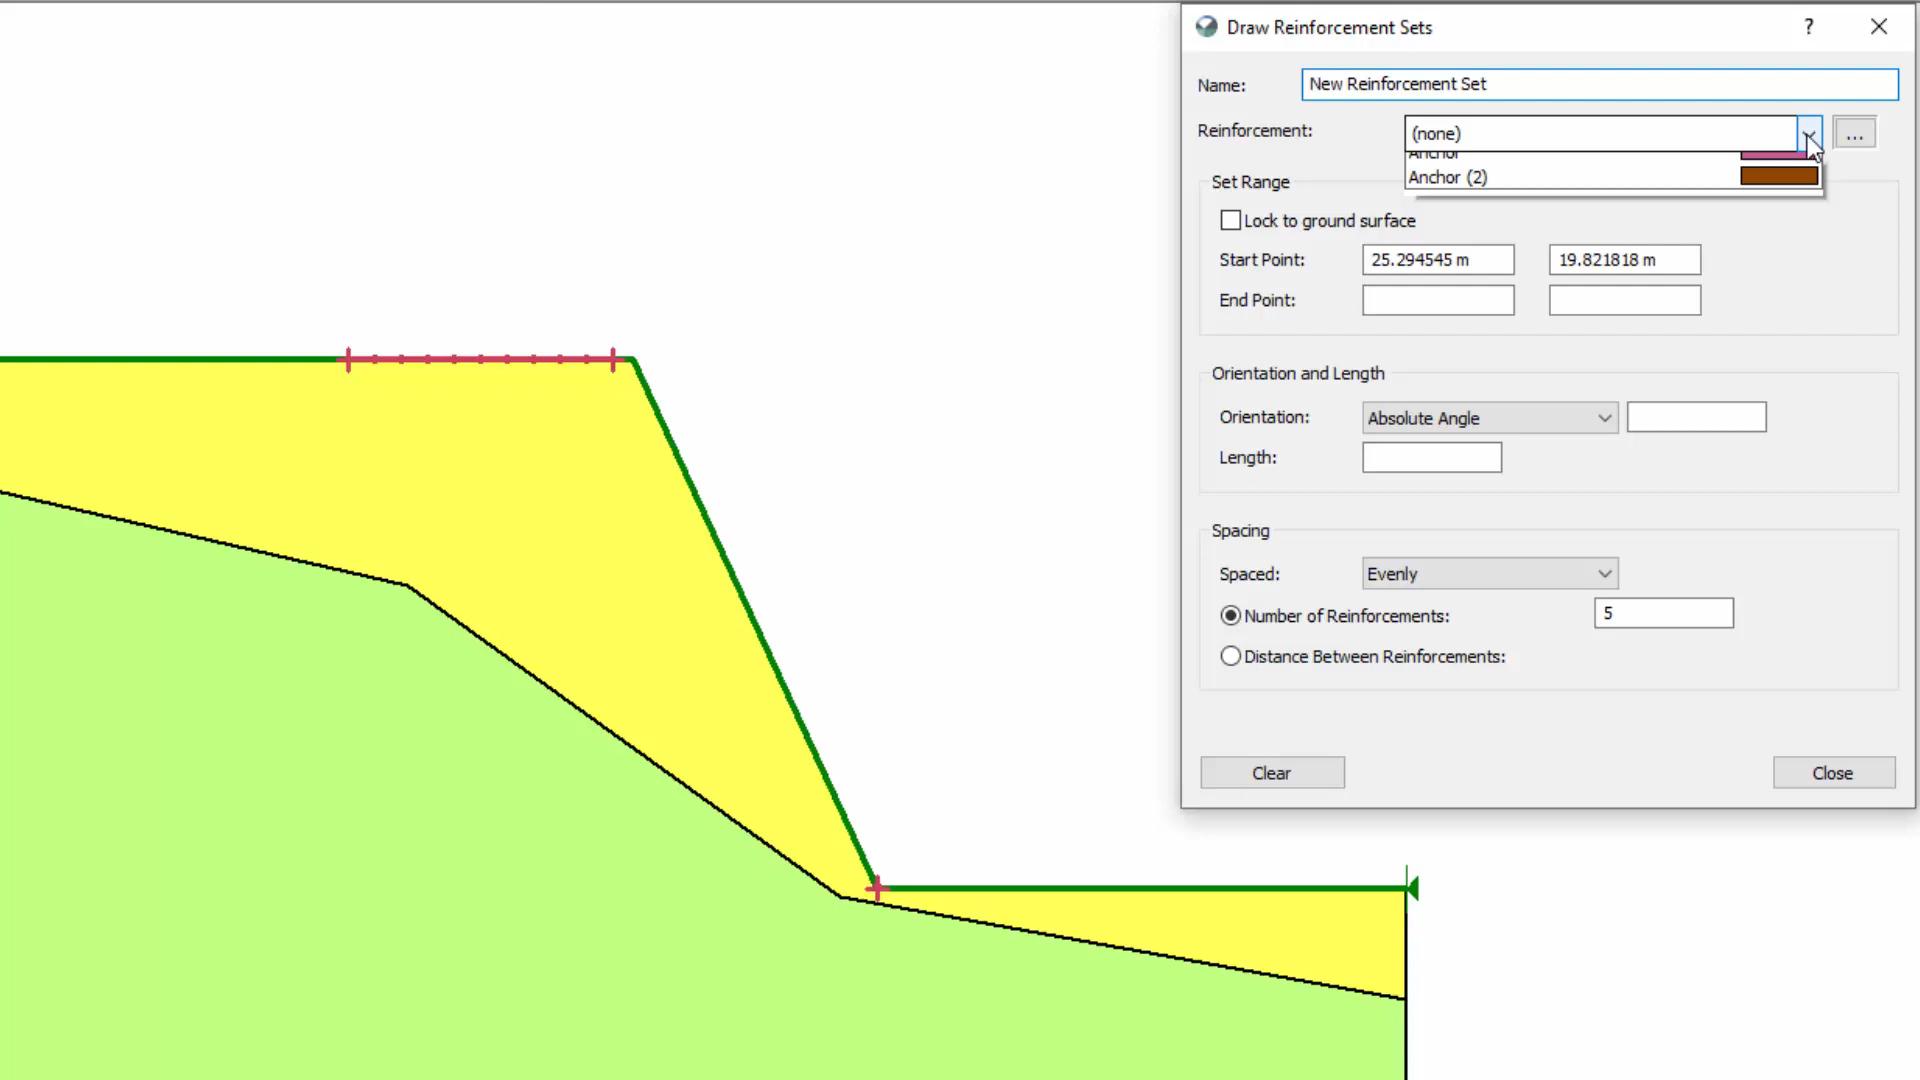 Draw Reinforcement Sets
?
Name: New Reinforcement Set
Reinforcement: (none) ...
Anchor
Anchor (2)
Set Range
Lock to ground surface
Start Point: 25.294545 m 19.821818 m
End Point:
Orientation and Length
Orientation: Absolute Angle
Length:
Spacing
Spaced: Evenly
Number of Reinforcements: 5
Distance Between Reinforcements:
Clear Close